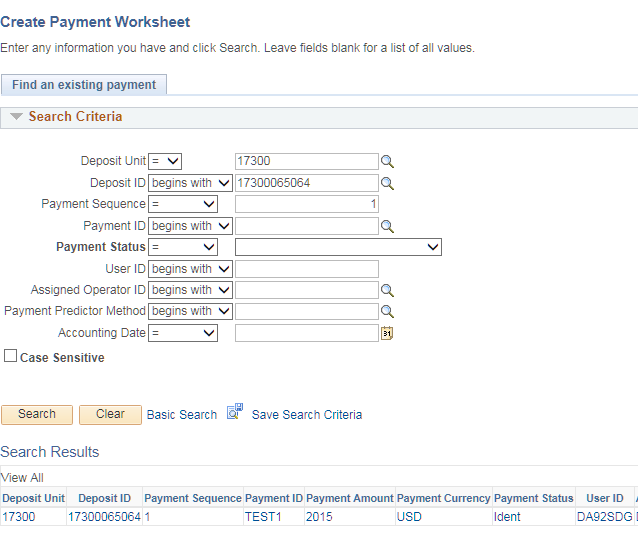 Create Payment Worksheet
Enter any information you have and click Search. Leave fields blank for a list of all values.
Find an existing payment
Search Criteria
Deposit Unit = 17300
Deposit ID begins with 17300065064
Payment Sequence = 1
Payment ID begins with
Payment Status =
User ID begins with
Assigned Operator ID begins with
Payment Predictor Method begins with
Accounting Date = 31
Case Sensitive
Search Clear Basic Search Save Search Criteria
Search Results
View All
Deposit Unit Deposit ID Payment Sequence Payment ID Payment Amount Payment Currency Payment Status User ID
17300 17300065064 1 TEST1 2015 USD Ident DA92SDG